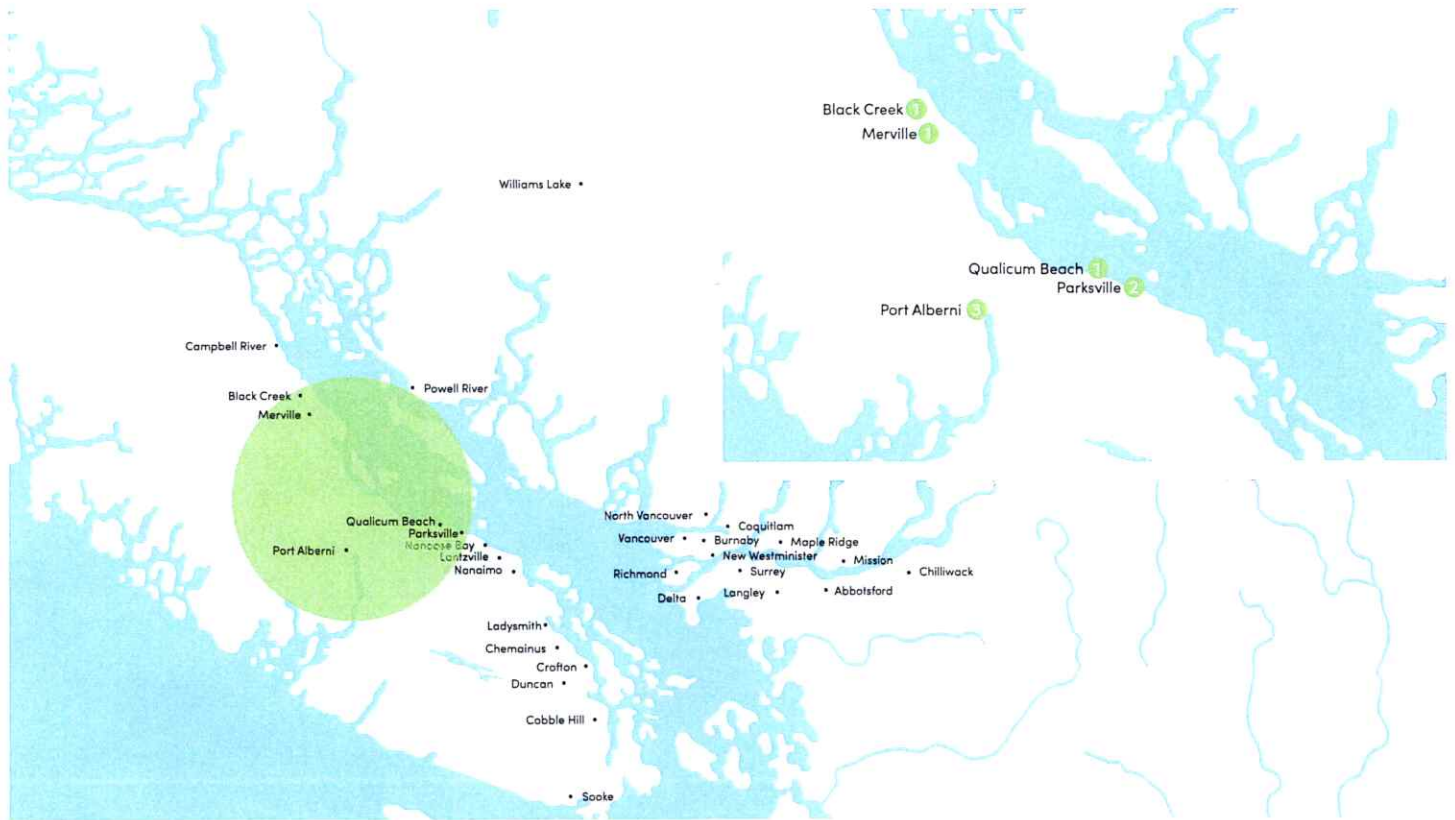 Black Creek 1
Merville 1
Williams Lake
Qualicum Beach 1
Parksville 2
Port Alberni 3
Campbell River
Powell River
Black Creek
Merville
North Vancouver
Qualicum Beach
Coquitlam
Parksville
Vancouver
Burnaby
Maple Ridge
Nanoose Bay
Port Alberni
Lantzville
New Westminister
Mission
Nanaimo
Richmond
Surrey
Chilliwack
Delta
Langley
Abbotsford
Ladysmith
Chemainus
Crofton
Duncan
Cobble Hill
Sooke